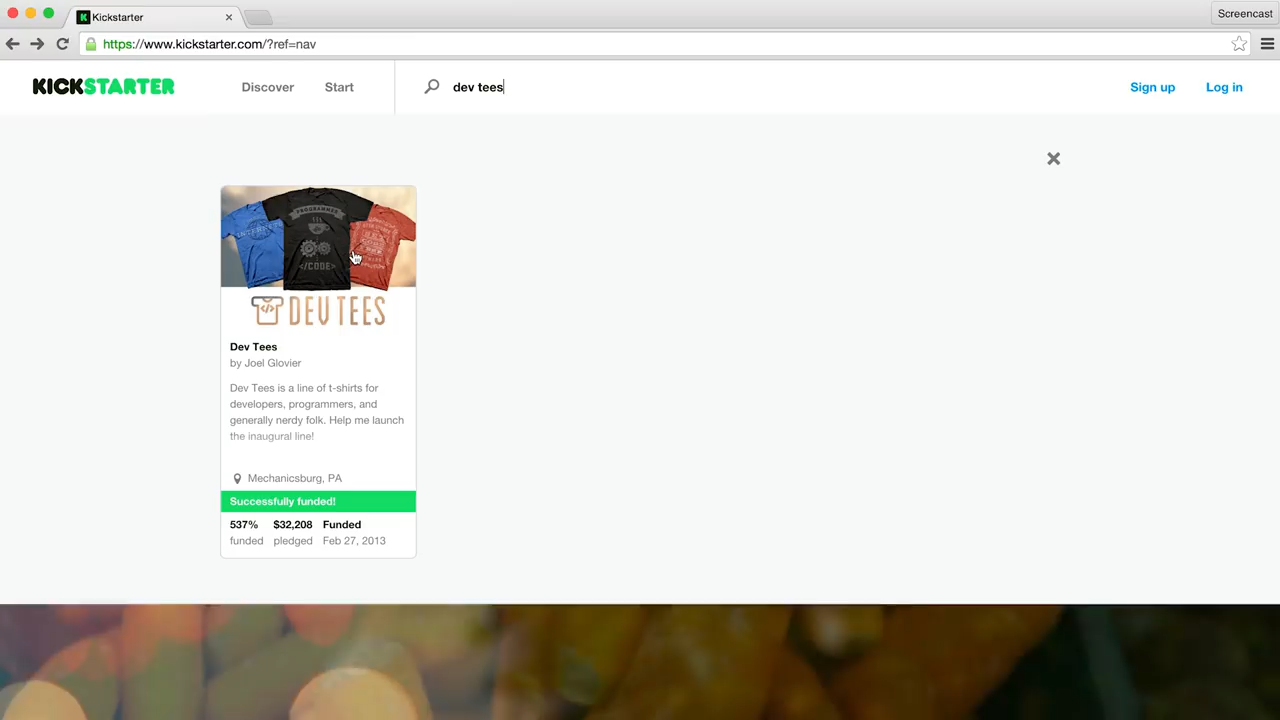 Kickstarter
Screencast
https://www.kickstarter.com/?ref=nav
KICKSTARTER
Discover
Start
dev tees
Sign up
Log in
PROGRAMMER
</CODE>
DEV TEES
Dev Tees
by Joel Glovier
Dev Tees is a line of t-shirts for
developers, programmers, and
generally nerdy folk. Help me launch
the inaugural line!
Mechanicsburg, PA
Successfully funded!
537% $32,208 Funded
funded pledged Feb 27, 2013